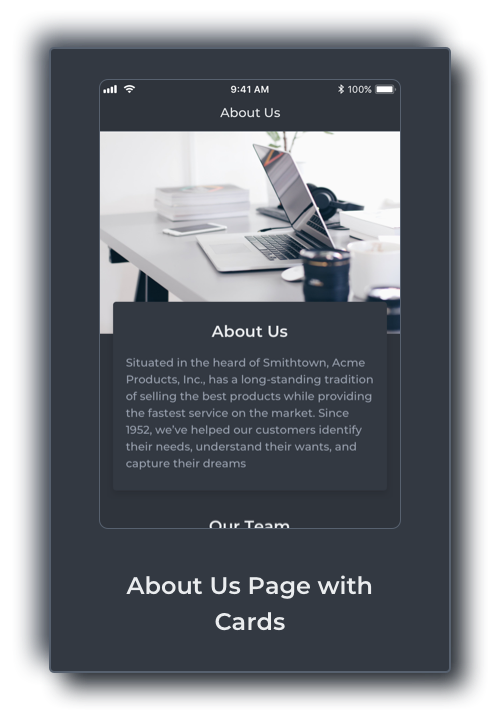 9:41 AM 100%
About Us
About Us
Situated in the heard of Smithtown, Acme
Products, Inc., has a long-standing tradition
of selling the best products while providing
the fastest service on the market. Since
1952, we've helped our customers identify
their needs, understand their wants, and
capture their dreams
Our Team
About Us Page with
Cards